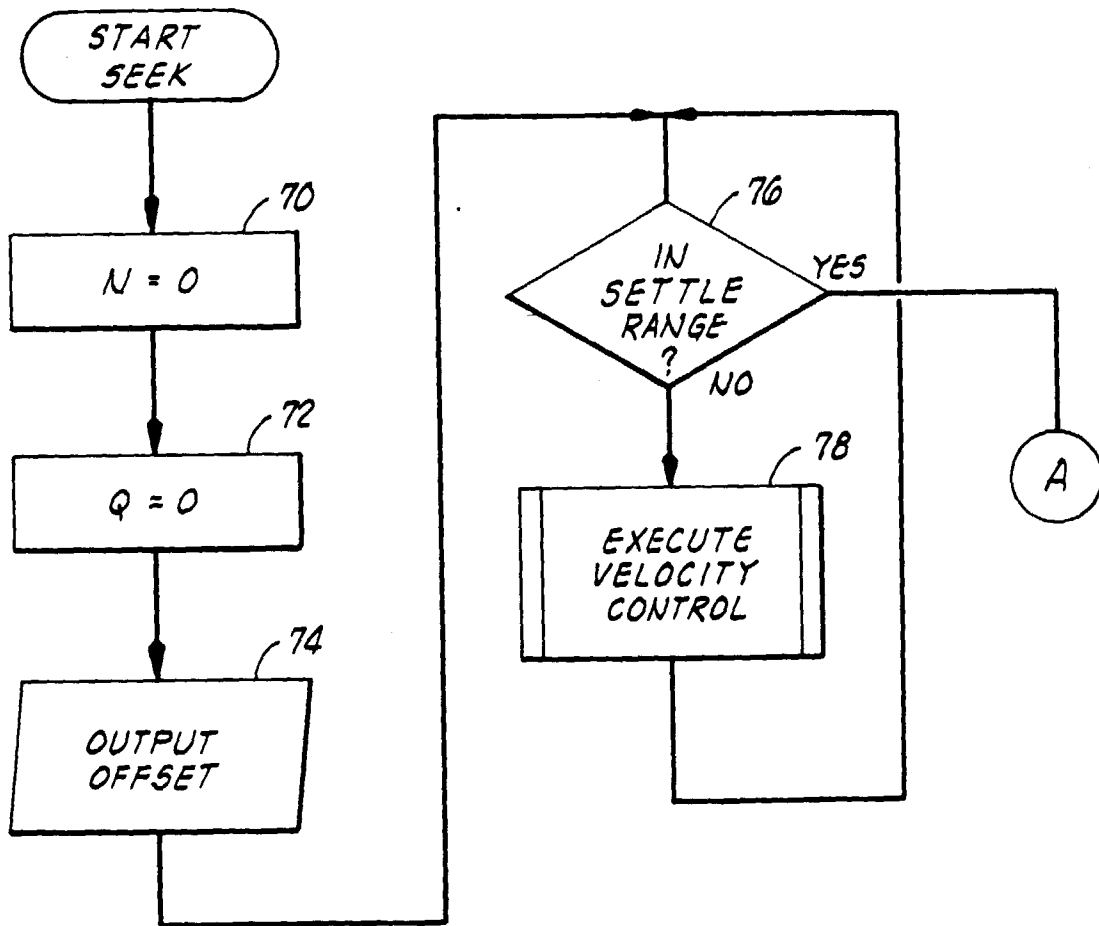 START
SEEK
70
N = 0
72
Q = 0
74
OUTPUT
OFFSET
76
IN
SETTLE
RANGE
?
YES
NO
78
EXECUTE
VELOCITY
CONTROL
A